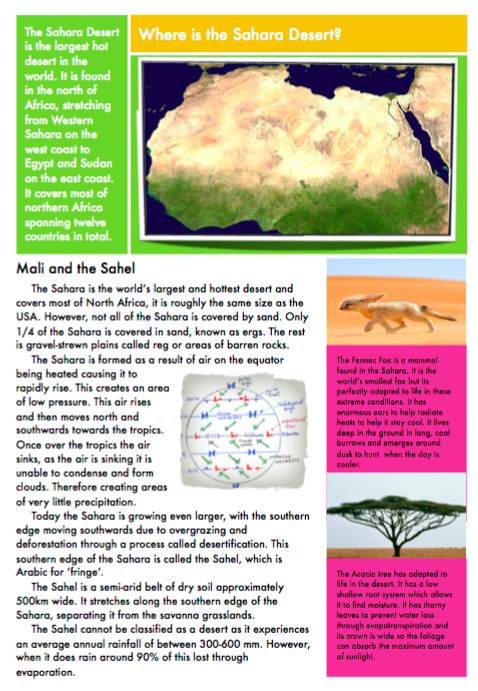 The Sahara Desert
is the largest hot
desert in the
world. It is found
in the north of
Africa, stretching
from Western
Sahara on the
west coast to
Egypt and Sudan
on the east coast.
It covers most of
northern Africa
spanning twelve
countries in total.
Where is the Sahara Desert?
Mali and the Sahel
The Sahara is the world's largest and hottest desert and
covers most of North Africa, it is roughly the same size as the
USA. However, not all of the Sahara is covered by sand. Only
1/4 of the Sahara is covered in sand, known as ergs. The rest
is gravel-strewn plains called reg or areas of barren rocks.
The Sahara is formed as a result of air on the equator
being heated causing it to
rapidly rise. This creates an area
of low pressure. This air rises
and then moves north and
southwards towards the tropics.
Once over the tropics the air
sinks, as the air is sinking it is
unable to condense and form
clouds. Therefore creating areas
of very little precipitation.
Today the Sahara is growing even larger, with the southern
edge moving southwards due to overgrazing and
deforestation through a process called desertification. This
southern edge of the Sahara is called the Sahel, which is
Arabic for 'fringe'.
The Sahel is a semi-arid belt of dry soil approximately
500km wide. It stretches along the southern edge of the
Sahara, separating it from the savanna grasslands.
The Sahel cannot be classified as a desert as it experiences
an average annual rainfall of between 300-600 mm. However,
when it does rain around 90% of this lost through
evaporation.
The Fennec Fox is a mammal
found in the Sahara. It is the
world's smallest fox but its
perfectly adapted to life in these
extreme conditions. It has
enormous ears to help radiate
heats to help it stay cool. It lives
deep in the ground in long, cool
burrows and emerges around
dusk to hunt when the day is
cooler.
The Acacia tree has adapted to
life in the desert. It has a low
shallow root system which allows
it to find moisture. It has thorny
leaves to prevent water loss
through evapotranspiration and
its crown is wide so the foliage
can absorb the maximum amount
of sunlight.